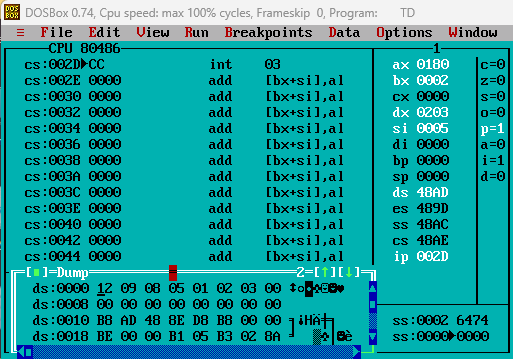 DOSBox 0.74, Cpu speed: max 100% cycles, Frameskip 0, Program: TD
≡ File Edit View Run Breakpoints Data Options Window
CPU 80486 1
cs:002D►CC int 03 ax 0180 c=0
cs:002E 0000 add [bx+si],al bx 0002 z=0
cs:0030 0000 add [bx+si],al cx 0000 s=0
cs:0032 0000 add [bx+si],al dx 0203 o=0
cs:0034 0000 add [bx+si],al si 0005 p=1
cs:0036 0000 add [bx+si],al di 0000 a=0
cs:0038 0000 add [bx+si],al bp 0000 i=1
cs:003A 0000 add [bx+si],al sp 0000 d=0
cs:003C 0000 add [bx+si],al ds 48AD
cs:003E 0000 add [bx+si],al es 489D
cs:0040 0000 add [bx+si],al ss 48AC
cs:0042 0000 add [bx+si],al cs 48AE
cs:0044 0000 add [bx+si],al ip 002D
[■]=Dump 2=[↑][↓]
ds:0000 12 09 08 05 01 02 03 00 ↕○◘♣☺☻♥
ds:0008 00 00 00 00 00 00 00 00
ds:0010 B8 AD 48 8E D8 B8 00 00 ╕¡HÄ╪╕ ss:0002 6474
ds:0018 BE 00 00 B1 05 B3 02 8A ss:0000►0000